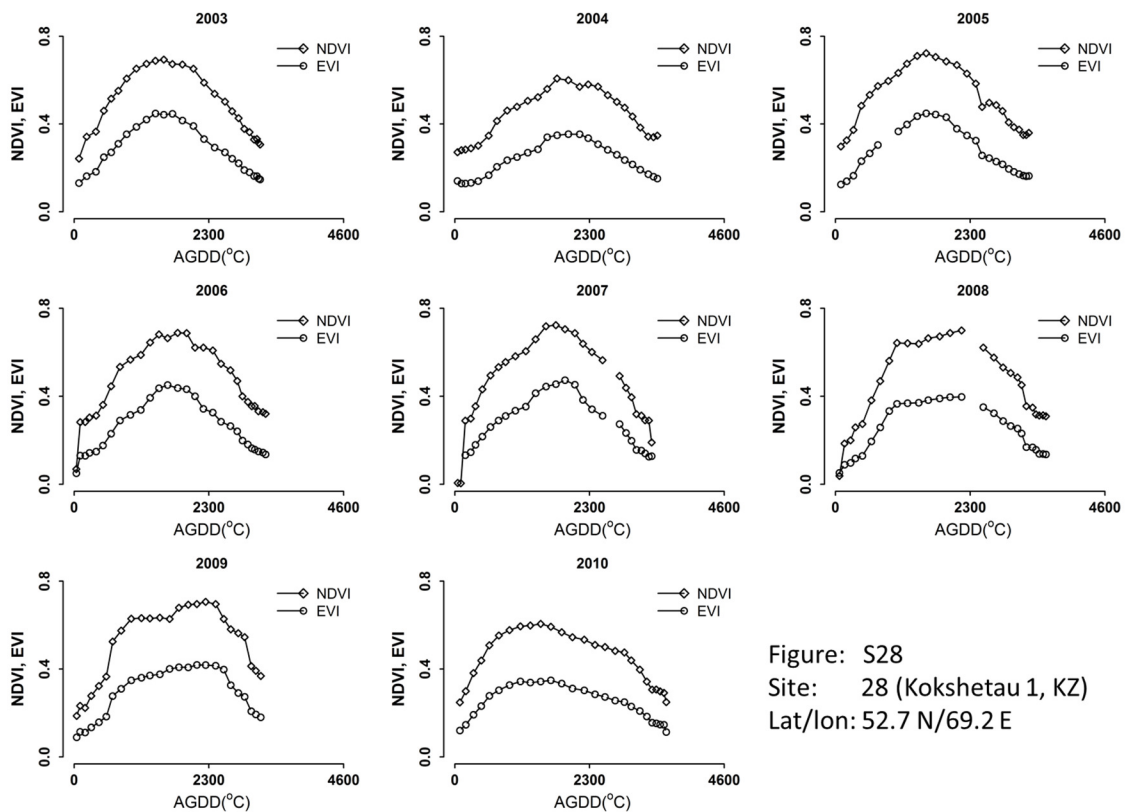 2003
NDVI, EVI
0.8
0.4
0.0
NDVI
EVI
0 2300 4600
AGDD(°C)
2004
NDVI, EVI
0.8
0.4
0.0
NDVI
EVI
0 2300 4600
AGDD(°C)
2005
NDVI, EVI
0.8
0.4
0.0
NDVI
EVI
0 2300 4600
AGDD(°C)
2006
NDVI, EVI
0.8
0.4
0.0
NDVI
EVI
0 2300 4600
AGDD(°C)
2007
NDVI, EVI
0.8
0.4
0.0
NDVI
EVI
0 2300 4600
AGDD(°C)
2008
NDVI, EVI
0.8
0.4
0.0
NDVI
EVI
0 2300 4600
AGDD(°C)
2009
NDVI, EVI
0.8
0.4
0.0
NDVI
EVI
0 2300 4600
AGDD(°C)
2010
NDVI, EVI
0.8
0.4
0.0
NDVI
EVI
0 2300 4600
AGDD(°C)
Figure: S28
Site: 28 (Kokshetau 1, KZ)
Lat/lon: 52.7 N/69.2 E